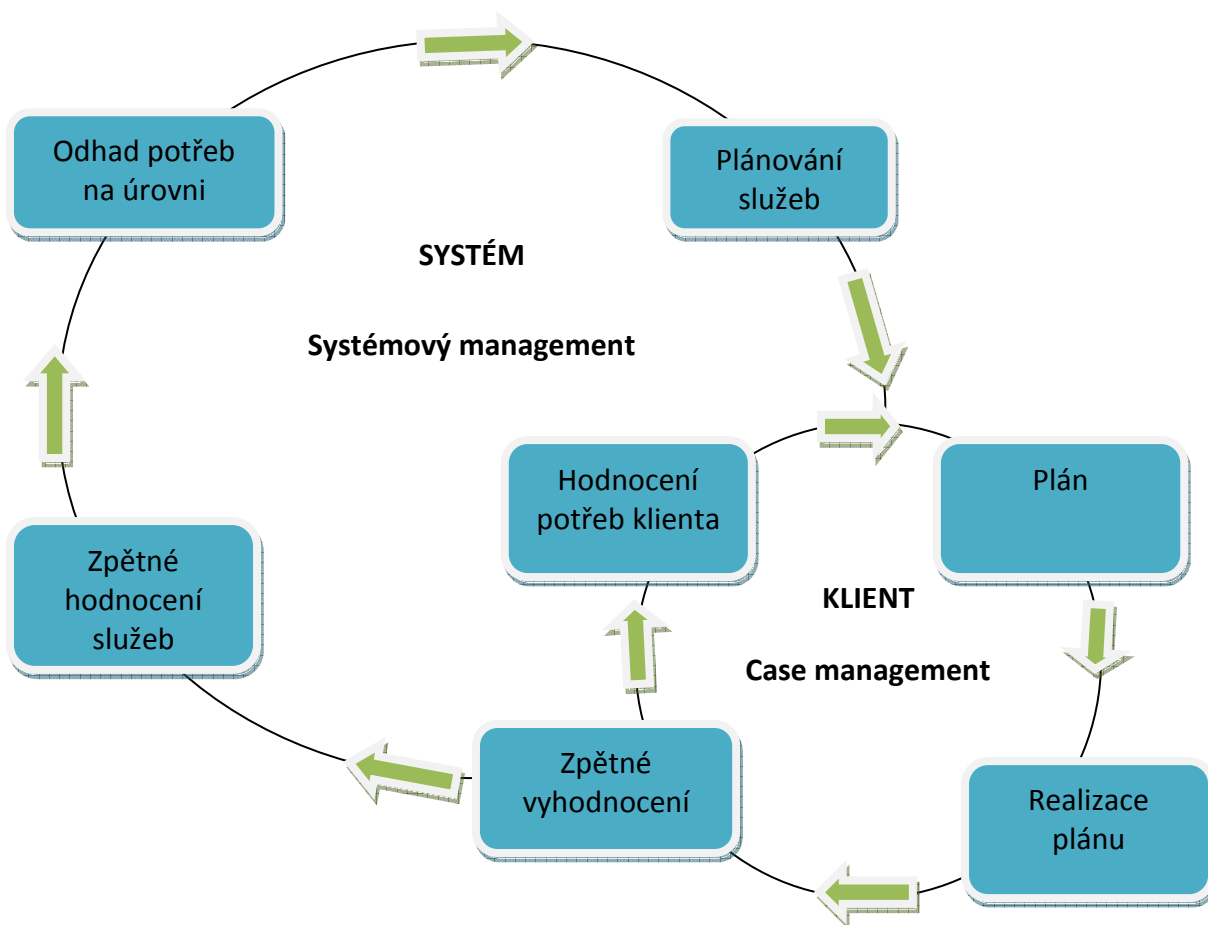 Odhad potřeb
na úrovni
Plánování
služeb
SYSTÉM
Systémový management
Hodnocení
potřeb klienta
Plán
Zpětné
hodnocení
služeb
KLIENT
Case management
Zpětné
vyhodnocení
Realizace
plánu